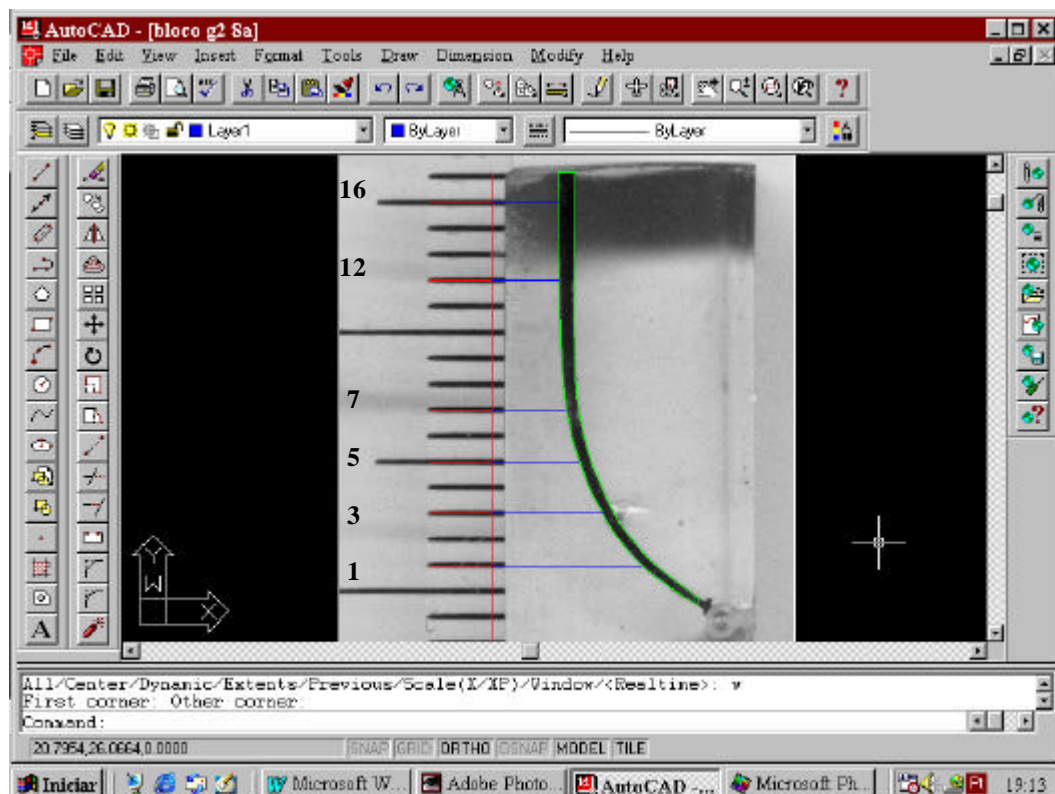 AutoCAD - [bloco g2 8a]
File Edit View Insert Format Tools Draw Dimension Modify Help
Layer1 ByLayer ByLayer
16
12
7
5
3
1
Y
W
X
A
All/Center/Dynamic/Extents/Previous/Scale(X/XP)/Window/<Realtime>: w
First corner: Other corner:
Command:
20.7954,26.0664,0.0000 SNAP GRID ORTHO OSNAP MODEL TILE
Iniciar Microsoft W... Adobe Photo... AutoCAD -... Microsoft Ph... 19:13